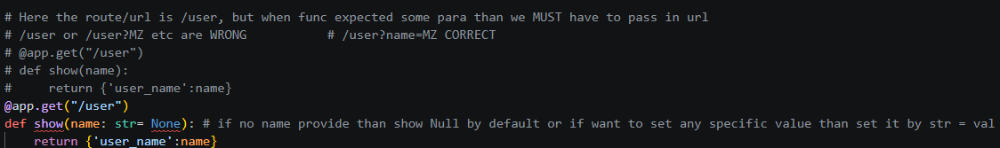 # Here the route/url is /user, but when func expected some para than we MUST have to pass in url
# /user or /user?MZ etc are WRONG           # /user?name=MZ CORRECT
# @app.get("/user")
# def show(name):
#     return {'user_name':name}
@app.get("/user")
def show(name: str= None): # if no name provide than show Null by default or if want to set any specific value than set it by str = val
    return {'user_name':name}